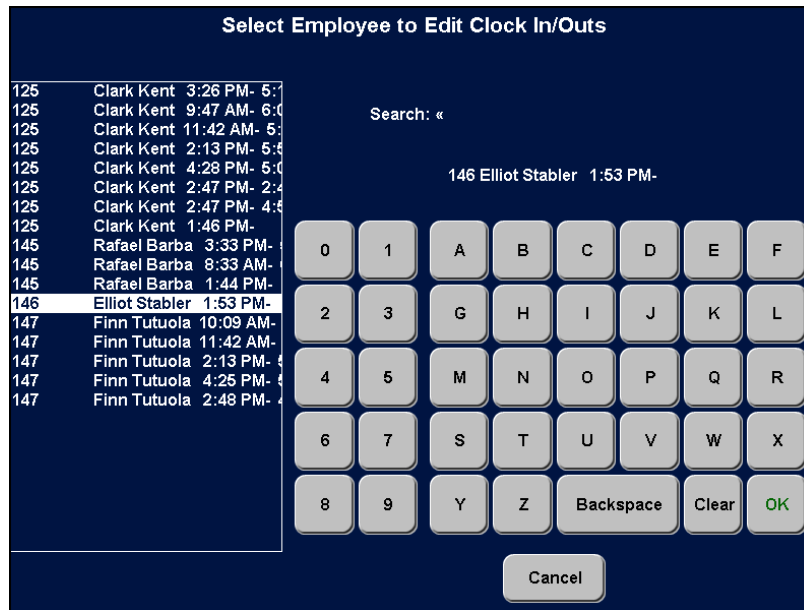 Select Employee to Edit Clock In/Outs
125 Clark Kent 3:26 PM-
125 Clark Kent 9:47 AM-
125 Clark Kent 11:42 AM- 5:
125 Clark Kent 2:13 PM-
125 Clark Kent 4:28 PM-
125 Clark Kent 2:47 PM-
125 Clark Kent 2:47 PM-
125 Clark Kent 1:46 PM-
145 Rafael Barba 3:33 PM-
145 Rafael Barba 8:33 AM-
145 Rafael Barba 1:44 PM-
146 Elliot Stabler 1:53 PM-
147 Finn Tutuola 10:09 AM-
147 Finn Tutuola 11:42 AM-
147 Finn Tutuola 2:13 PM-
147 Finn Tutuola 4:25 PM-
147 Finn Tutuola 2:48 PM-
Search: «
146 Elliot Stabler 1:53 PM-
0 1 A B C D E F
2 3 G H I J K L
4 5 M N O P Q R
6 7 S T U V W X
8 9 Y Z Backspace Clear OK
Cancel